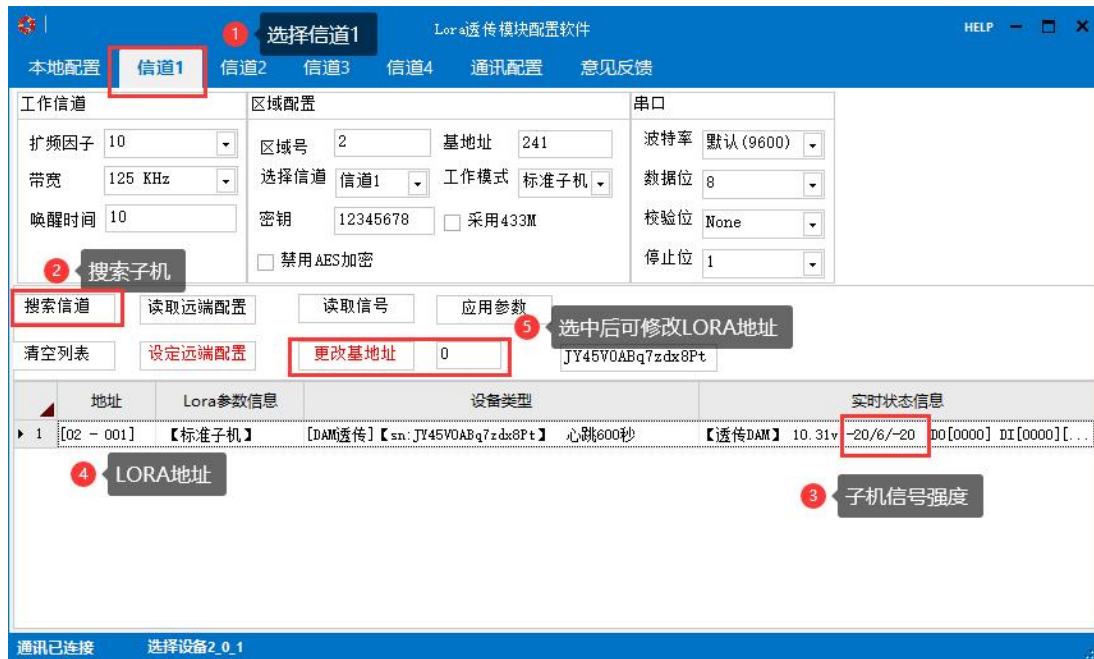 1 选择信道1 Lora透传模块配置软件 HELP
本地配置 信道1 信道2 信道3 信道4 通讯配置 意见反馈
工作信道 区域配置 串口
扩频因子 10 区域号 2 基地址 241 波特率 默认(9600)
带宽 125 KHz 选择信道 信道1 工作模式 标准子机 数据位 8
唤醒时间 10 密钥 12345678 采用433M 校验位 None
禁用AES加密 停止位 1
2 搜索子机
搜索信道 读取远端配置 读取信号 应用参数
5 选中后可修改LORA地址
清空列表 设定远端配置 更改基地址 0 JY45V0ABq7zdx8Pt
地址 Lora参数信息 设备类型 实时状态信息
1 [02 - 001] 【标准子机】 [DAM透传]【sn:JY45V0ABq7zdx8Pt】 心跳600秒 【透传DAM】 10.31v -20/6/-20 DO[0000] DI[0000][...
4 LORA地址
3 子机信号强度
通讯已连接 选择设备2_0_1